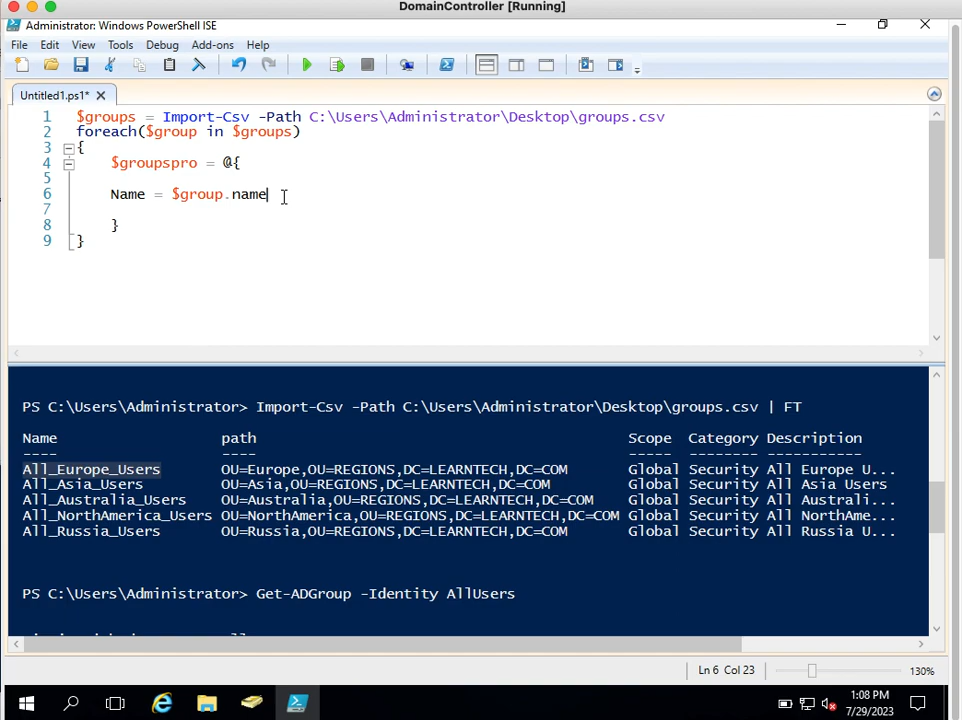 DomainController [Running]
Administrator: Windows PowerShell ISE
File Edit View Tools Debug Add-ons Help
Untitled1.ps1*
1 $groups = Import-Csv -Path C:\Users\Administrator\Desktop\groups.csv
2 foreach($group in $groups)
3 {
4 $groupspro = @{
5
6 Name = $group.name
7
8 }
9 }
PS C:\Users\Administrator> Import-Csv -Path C:\Users\Administrator\Desktop\groups.csv | FT
Name path Scope Category Description
---- ---- ----- -------- -----------
All_Europe_Users OU=Europe,OU=REGIONS,DC=LEARNTECH,DC=COM Global Security All Europe U...
All_Asia_Users OU=Asia,OU=REGIONS,DC=LEARNTECH,DC=COM Global Security All Asia Users
All_Australia_Users OU=Australia,OU=REGIONS,DC=LEARNTECH,DC=COM Global Security All Australi...
All_NorthAmerica_Users OU=NorthAmerica,OU=REGIONS,DC=LEARNTECH,DC=COM Global Security All NorthAme...
All_Russia_Users OU=Russia,OU=REGIONS,DC=LEARNTECH,DC=COM Global Security All Russia U...
PS C:\Users\Administrator> Get-ADGroup -Identity AllUsers
Ln 6 Col 23 130%
1:08 PM
7/29/2023